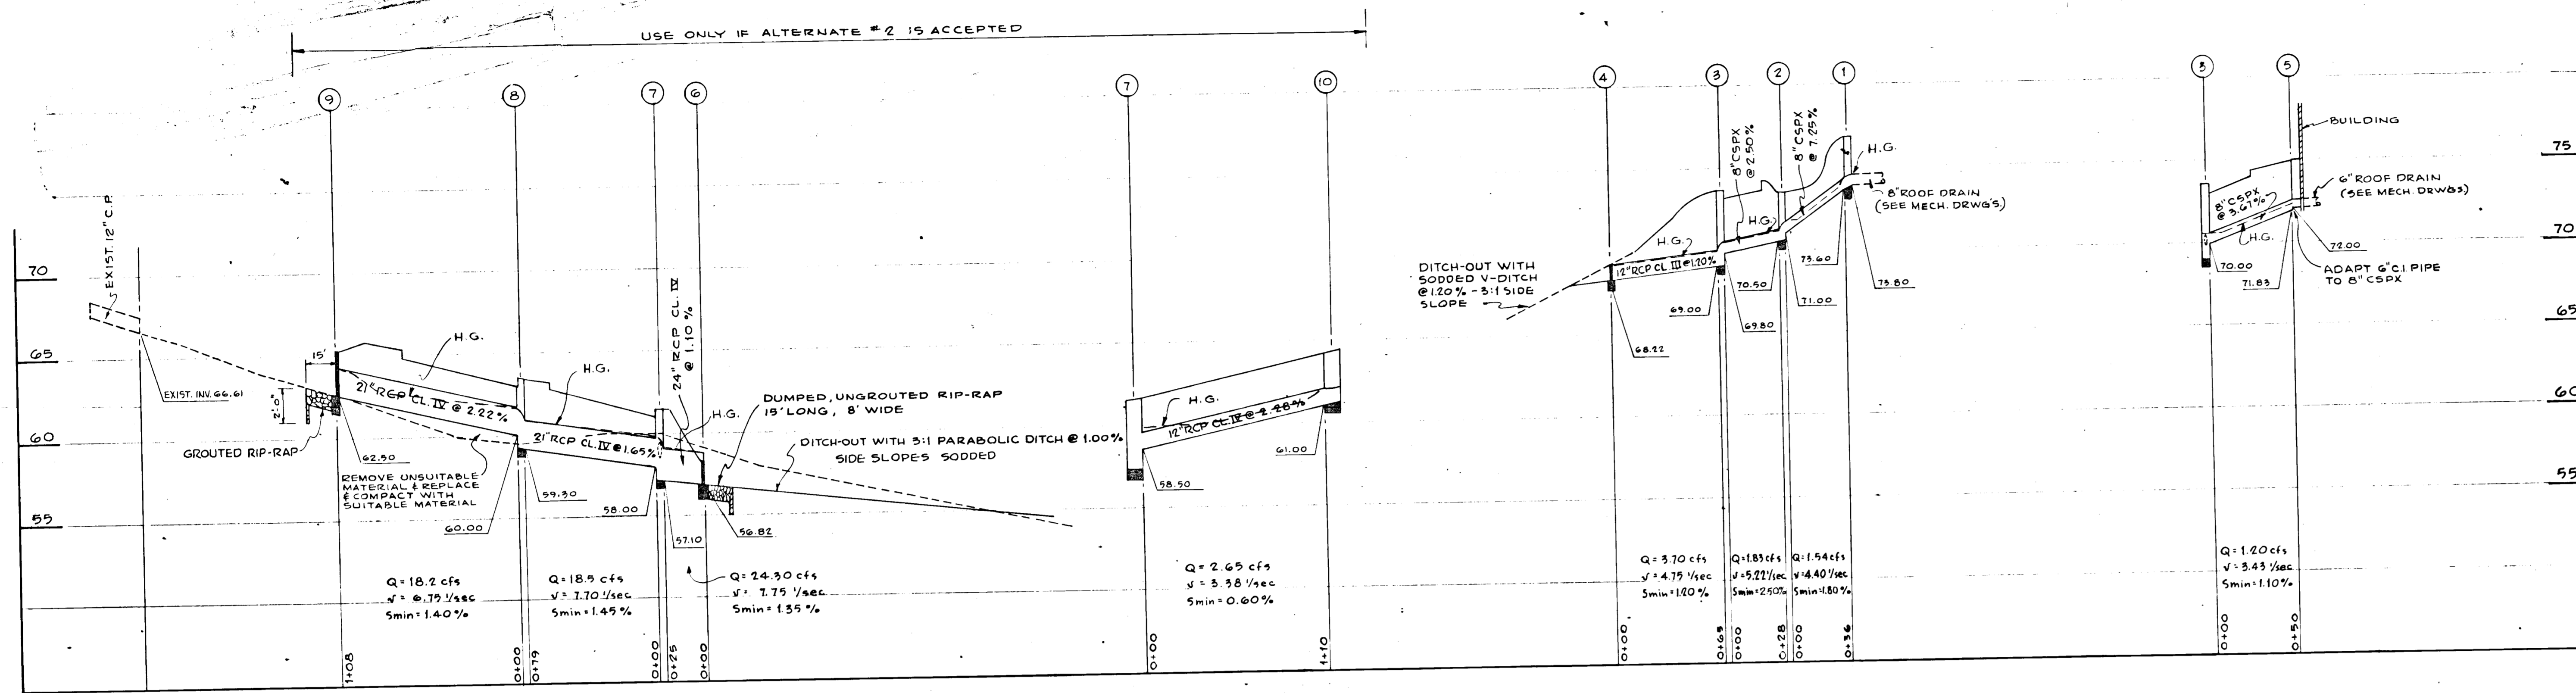 USE ONLY IF ALTERNATE #2 IS ACCEPTED
9
8
7
6
7
10
4
3
2
1
3
5
EXIST. 12" C.P.
70
65
60
55
EXIST. INV. 66.61
15'
2'-0"
GROUTED RIP-RAP
62.50
H.G.
21" RCP CL. IV @ 2.22%
REMOVE UNSUITABLE
MATERIAL & REPLACE
& COMPACT WITH
SUITABLE MATERIAL
60.00
59.30
H.G.
21" RCP CL. IV @ 1.65%
58.00
57.10
24" RCP CL. IV
@ 1.10 %
H.G.
56.82
DUMPED, UNGROUTED RIP-RAP
15' LONG, 8' WIDE
DITCH-OUT WITH 3:1 PARABOLIC DITCH @ 1.00%
SIDE SLOPES SODDED
Q= 18.2 cfs
v= 6.75 '/sec
Smin= 1.40 %
Q= 18.5 cfs
v= 7.70 '/sec
Smin= 1.45 %
Q= 24.30 cfs
v= 7.75 '/sec
Smin= 1.35 %
1+08
0+00
0+79
0+00
0+25
0+00
H.G.
12" RCP CL. IV @ 2.28%
58.50
61.00
Q= 2.65 cfs
v= 3.38 '/sec
Smin= 0.60%
0+00
1+10
DITCH-OUT WITH
SODDED V-DITCH
@ 1.20% - 3:1 SIDE
SLOPE
H.G.
12" RCP CL III @ 1.20%
68.22
69.00
69.80
8" CSPX
@ 2.50%
H.G.
70.50
71.00
8" CSPX
@ 7.25%
H.G.
73.60
73.80
8" ROOF DRAIN
(SEE MECH. DRWG'S)
Q= 3.70 cfs
v= 4.75 '/sec
Smin= 1.20 %
Q=1.83cfs
v=5.22'/sec
Smin=2.50%
Q=1.54cfs
v=4.40'/sec
Smin=1.80%
0+00
0+65
0+00
0+28
0+00
0+36
BUILDING
8" CSPX
@ 3.67%
H.G.
6" ROOF DRAIN
(SEE MECH. DRWGS)
70.00
71.83
72.00
ADAPT 6" C.I. PIPE
TO 8" CSPX
Q= 1.20 cfs
v= 3.43 '/sec
Smin= 1.10%
0+00
0+50
75
70
65
60
55